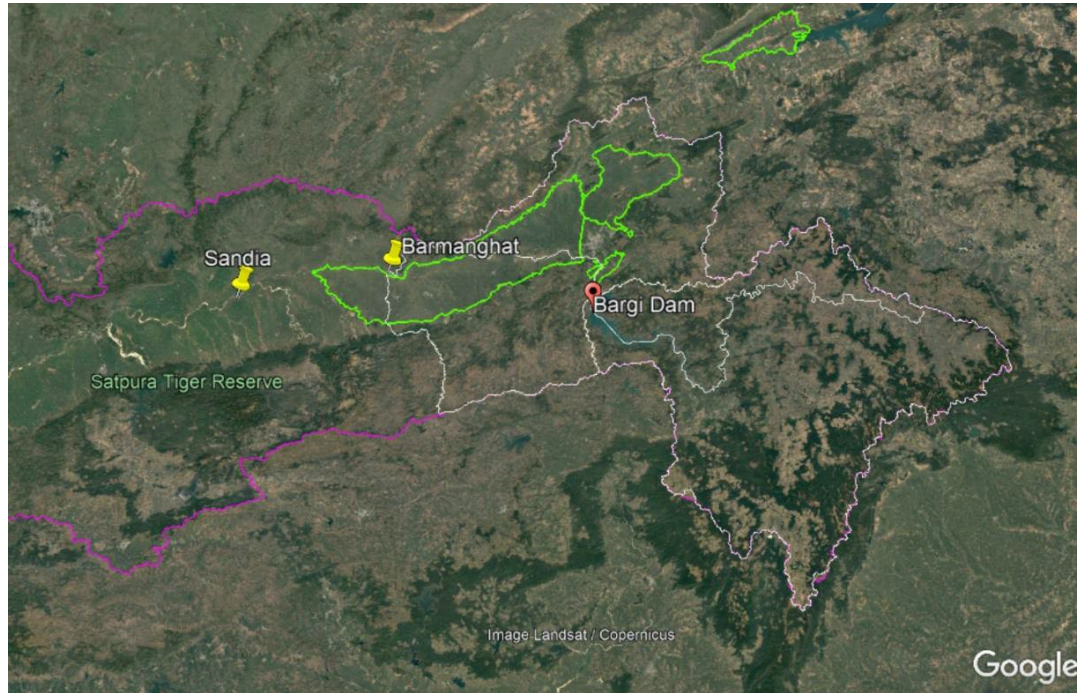 Barmanghat
Sandia
Bargi Dam
Satpura Tiger Reserve
Image Landsat / Copernicus
Google